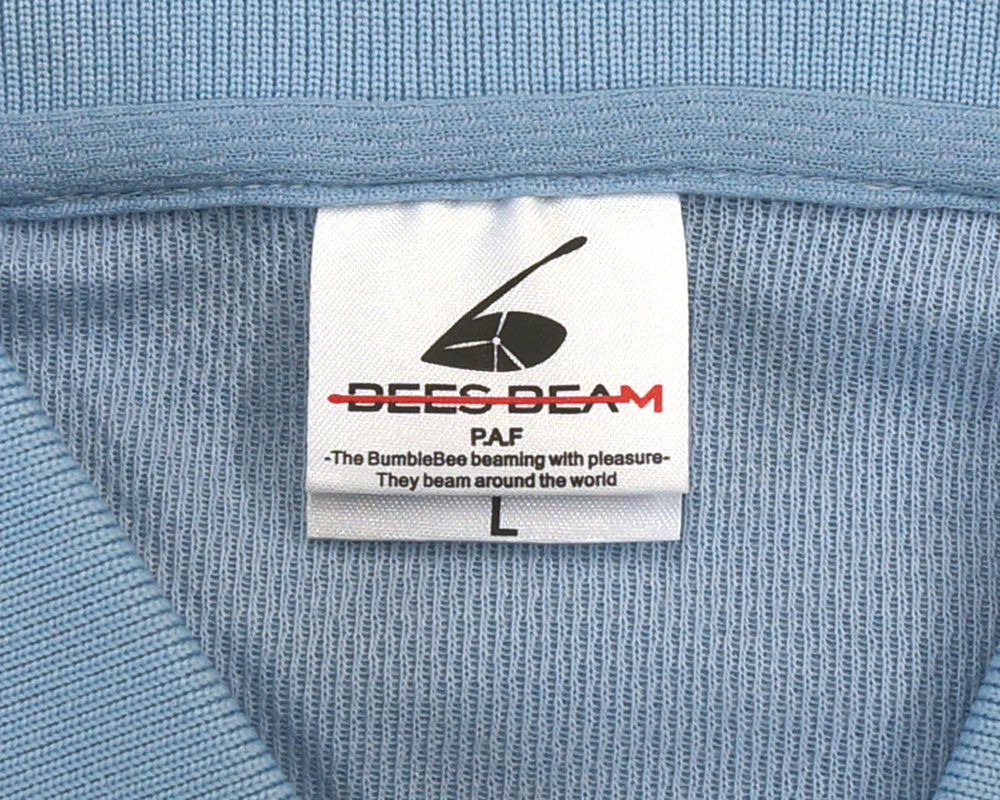 BEES BEAM
P.A.F
-The BumbleBee beaming with pleasure-
They beam around the world
L